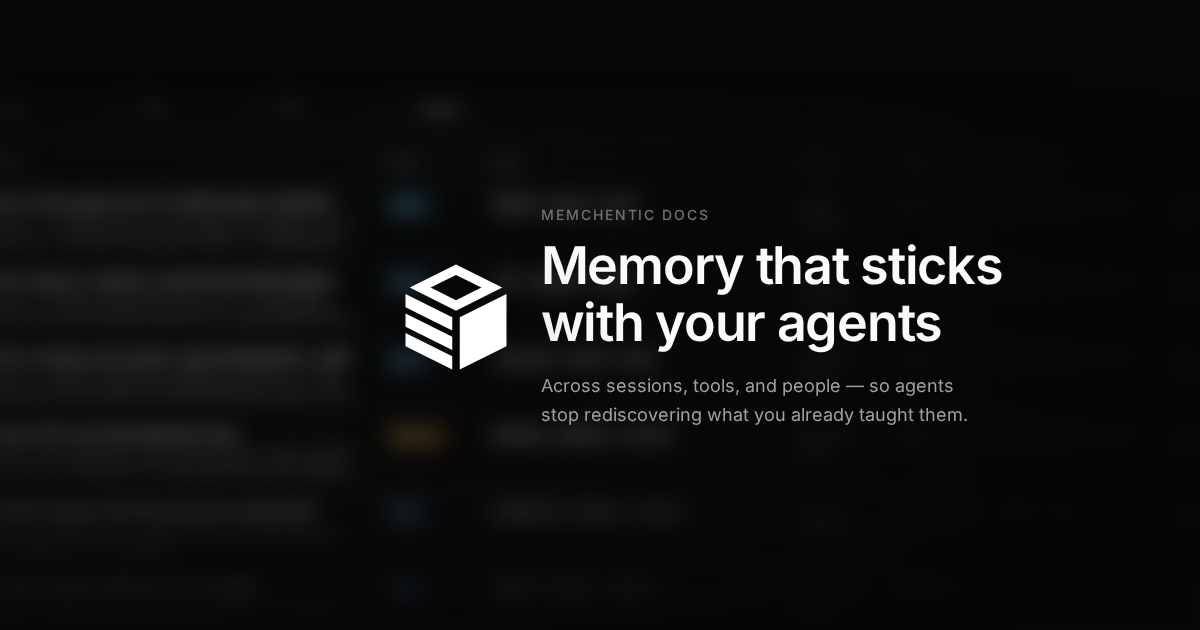 MEMCHENTIC DOCS
Memory that sticks
with your agents
Across sessions, tools, and people — so agents
stop rediscovering what you already taught them.